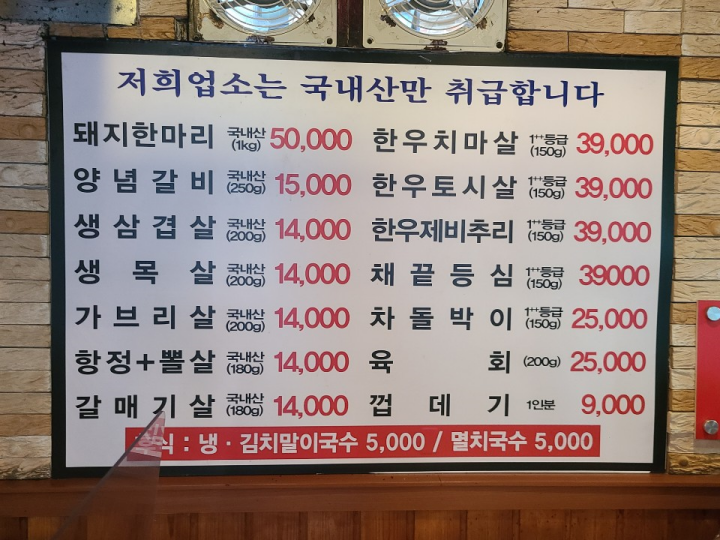 저희업소는 국내산만 취급합니다
돼지한마리 국내산 (1kg) 50,000
양념갈비 국내산 (250g) 15,000
생삼겹살 국내산 (200g) 14,000
생목살 국내산 (200g) 14,000
가브리살 국내산 (200g) 14,000
항정+뽈살 국내산 (180g) 14,000
갈매기살 국내산 (180g) 14,000
한우치마살 1++등급 (150g) 39,000
한우토시살 1++등급 (150g) 39,000
한우제비추리 1++등급 (150g) 39,000
채끝등심 1++등급 (150g) 39000
차돌박이 1++등급 (150g) 25,000
육회 (200g) 25,000
껍데기 1인분 9,000
식 : 냉·김치말이국수 5,000 / 멸치국수 5,000